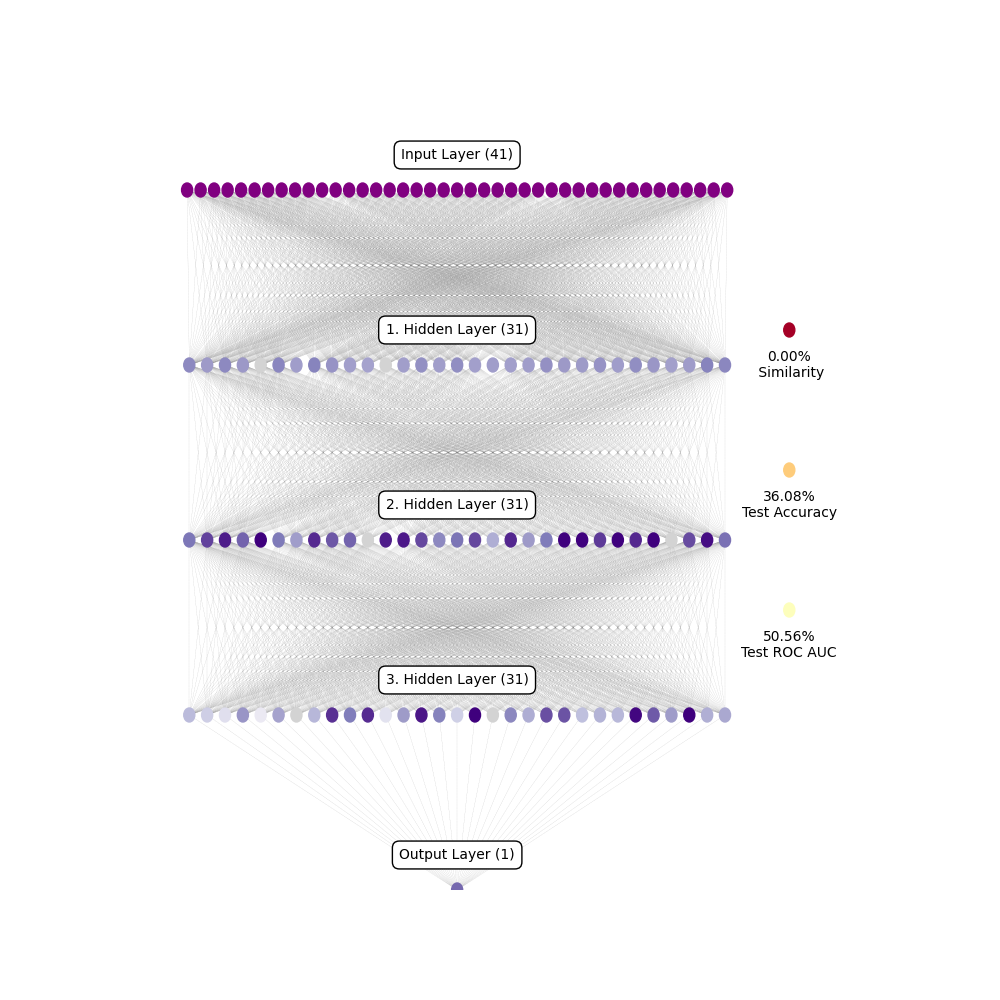 Input Layer (41)
1. Hidden Layer (31)
0.00%
Similarity
36.08%
Test Accuracy
2. Hidden Layer (31)
50.56%
Test ROC AUC
3. Hidden Layer (31)
Output Layer (1)